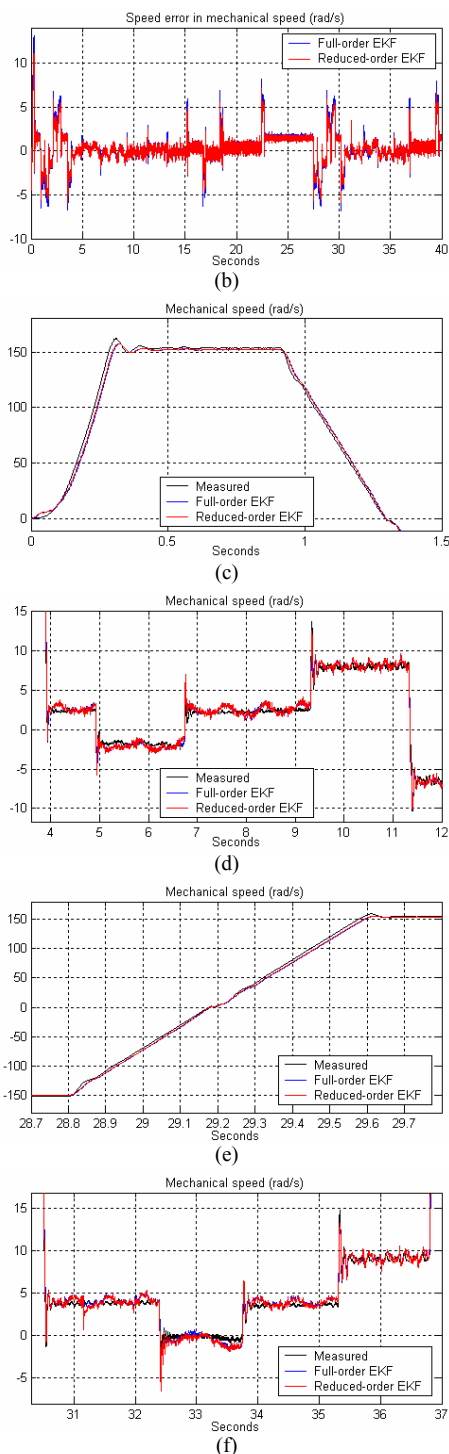 Speed error in mechanical speed (rad/s)
Full-order EKF
Reduced-order EKF
10
5
0
-5
-10
0 5 10 15 20 25 30 35 40
Seconds
(b)
Mechanical speed (rad/s)
150
100
50
0
Measured
Full-order EKF
Reduced-order EKF
0 0.5 1 1.5
Seconds
(c)
Mechanical speed (rad/s)
15
10
5
0
-5
-10
Measured
Full-order EKF
Reduced-order EKF
4 5 6 7 8 9 10 11 12
Seconds
(d)
Mechanical speed (rad/s)
150
100
50
0
-50
-100
-150
Measured
Full-order EKF
Reduced-order EKF
28.7 28.8 28.9 29 29.1 29.2 29.3 29.4 29.5 29.6 29.7
Seconds
(e)
Mechanical speed (rad/s)
15
10
5
0
-5
Measured
Full-order EKF
Reduced-order EKF
31 32 33 34 35 36 37
Seconds
(f)